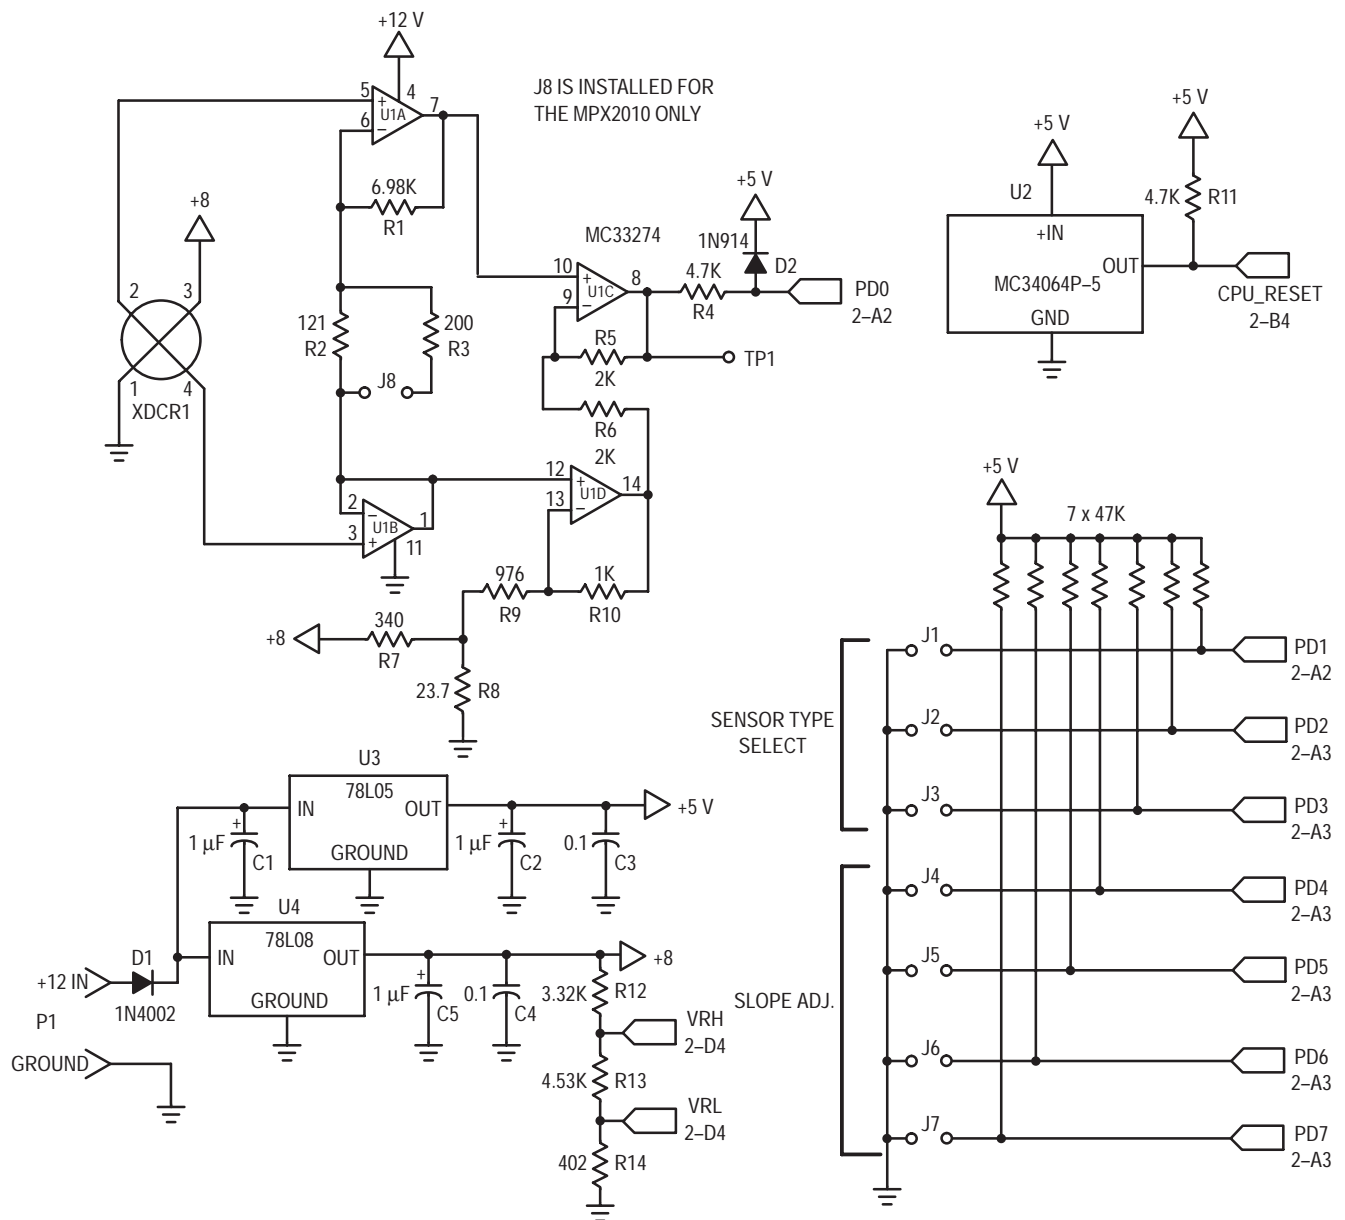 +12 V
J8 IS INSTALLED FOR
THE MPX2010 ONLY
5
+
4
7
U1A
6
−
6.98K
R1
+8
2
3
121
R2
200
R3
J8
1
4
XDCR1
MC33274
10
+
8
U1C
9
−
4.7K
R4
+5 V
1N914
D2
PD0
2–A2
R5
2K
TP1
R6
2K
12
+
14
U1D
13
−
2
−
1
U1B
3
+
11
976
R9
1K
R10
+8
340
R7
23.7
R8
+5 V
U2
+IN
OUT
MC34064P–5
GND
+5 V
4.7K
R11
CPU_RESET
2–B4
+5 V
7 x 47K
SENSOR TYPE
SELECT
SLOPE ADJ.
J1
PD1
2–A2
J2
PD2
2–A3
J3
PD3
2–A3
J4
PD4
2–A3
J5
PD5
2–A3
J6
PD6
2–A3
J7
PD7
2–A3
U3
78L05
IN
OUT
GROUND
+
1 μF
C1
+
1 μF
C2
0.1
C3
+5 V
U4
78L08
IN
OUT
GROUND
D1
+12 IN
1N4002
P1
GROUND
+
1 μF
C5
0.1
C4
+8
3.32K
R12
VRH
2–D4
4.53K
R13
VRL
2–D4
402
R14